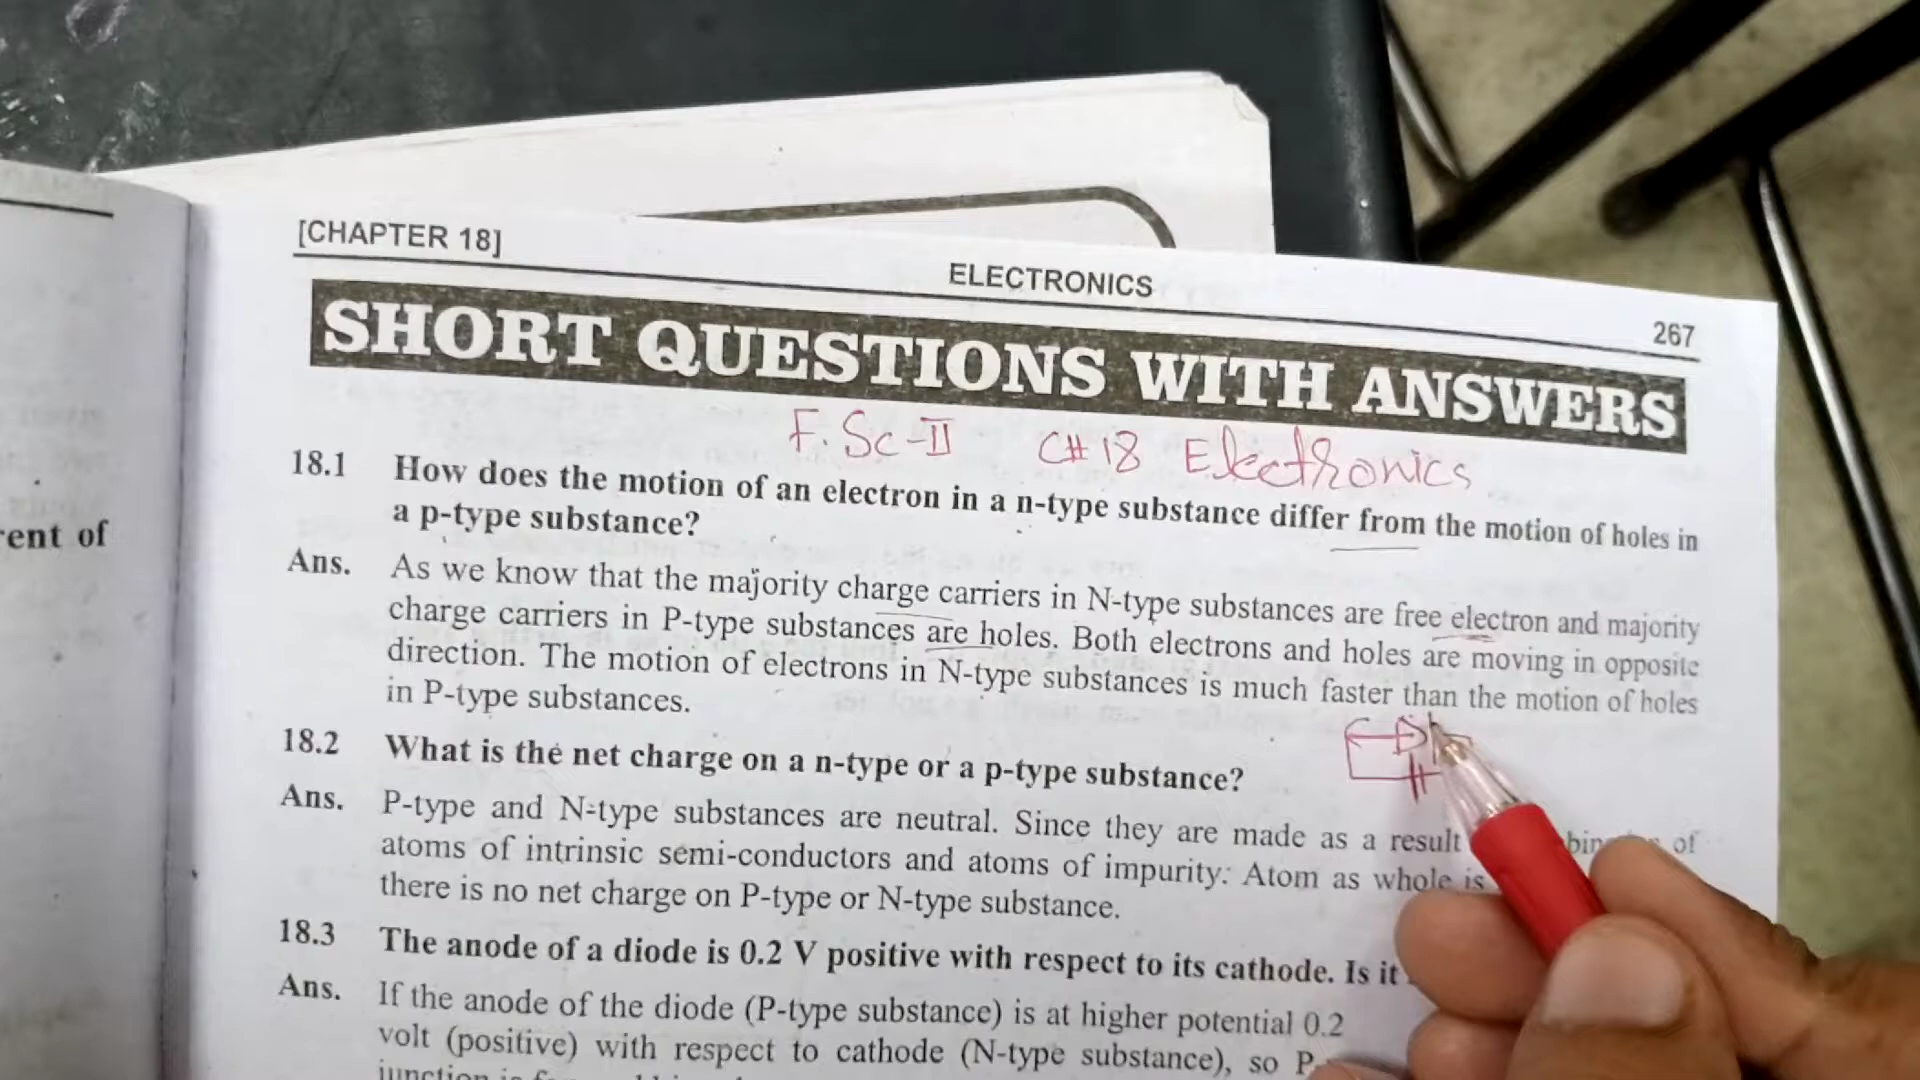 [CHAPTER 18]
ELECTRONICS
267
SHORT QUESTIONS WITH ANSWERS
F.Sc-II C#18 Electronics
18.1 How does the motion of an electron in a n-type substance differ from the motion of holes in
a p-type substance?
Ans. As we know that the majority charge carriers in N-type substances are free electron and majority
charge carriers in P-type substances are holes. Both electrons and holes are moving in opposite
direction. The motion of electrons in N-type substances is much faster than the motion of holes
in P-type substances.
18.2 What is the net charge on a n-type or a p-type substance?
Ans. P-type and N-type substances are neutral. Since they are made as a result of
atoms of intrinsic semi-conductors and atoms of impurity. Atom as whole is
there is no net charge on P-type or N-type substance.
18.3 The anode of a diode is 0.2 V positive with respect to its cathode. Is it
Ans. If the anode of the diode (P-type substance) is at higher potential 0.2
volt (positive) with respect to cathode (N-type substance), so P-
junction is
ent of